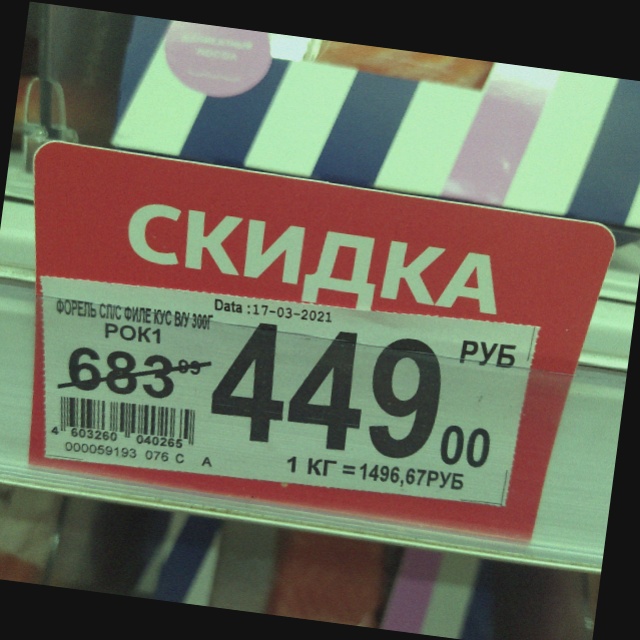 СКИДКА
ФОРЕЛЬ СП/С ФИЛЕ КУС В/У 300Г
Data :17-03-2021
РОК1
683
449 00
РУБ
4 603260 040265
000059193 076 С А
1 КГ = 1496,67РУБ